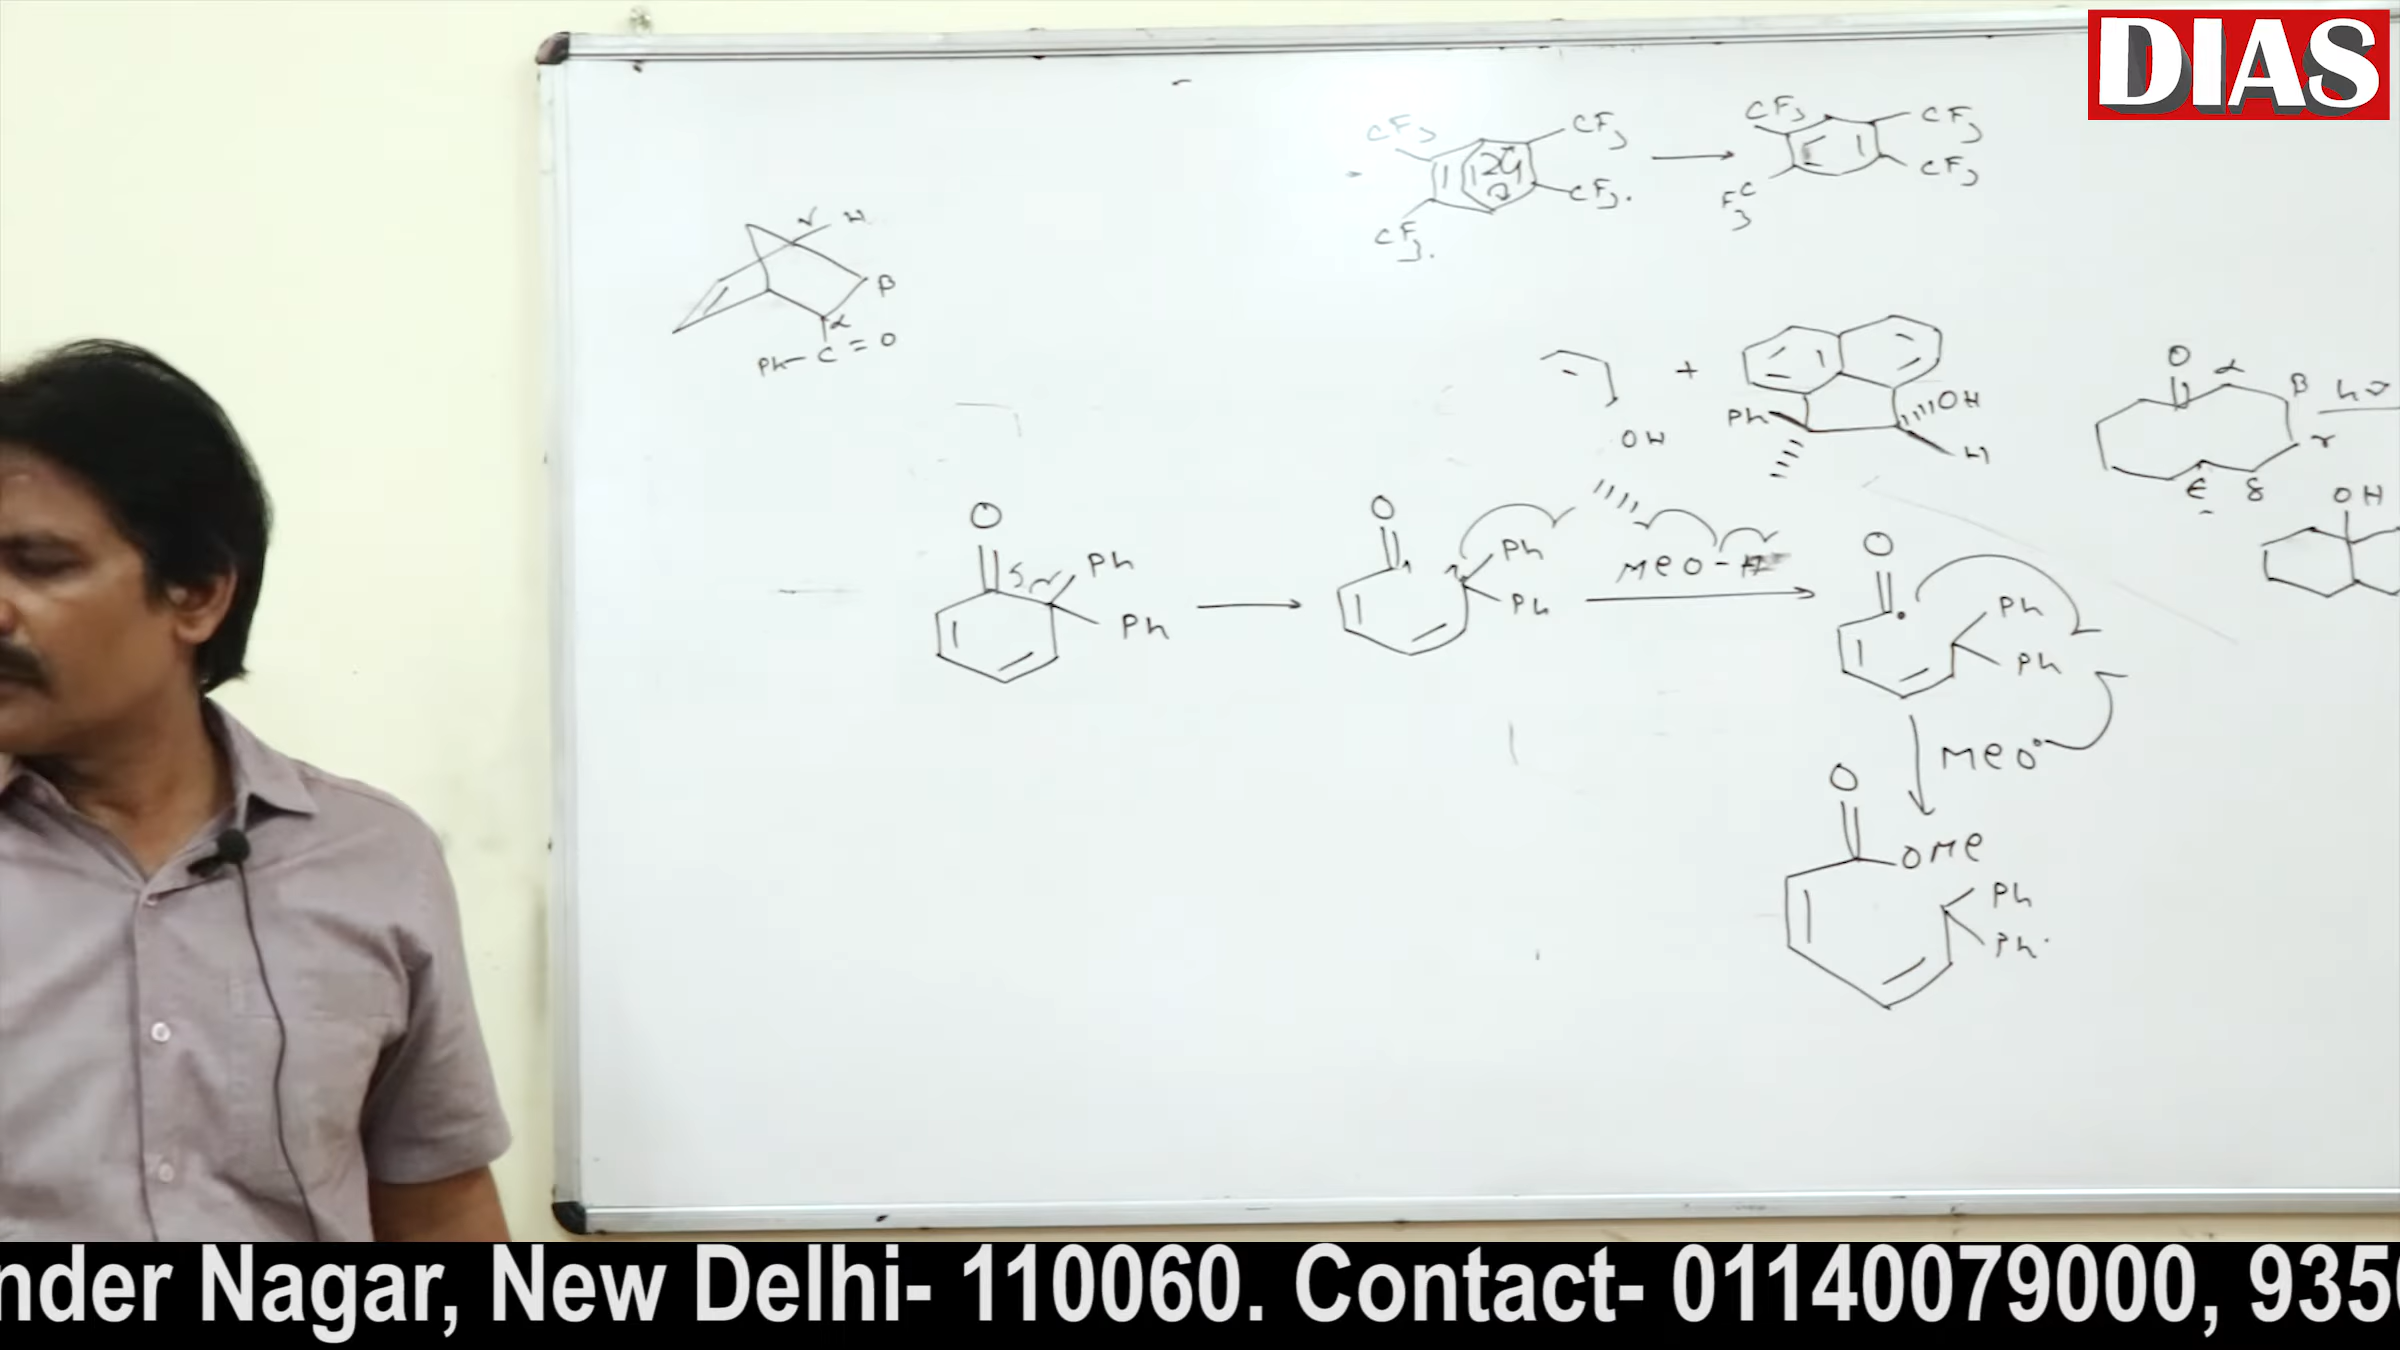 DIAS
CF3 CF3 CF3 CF3
CF3 CF3 CF3 F3C
H
β
α
Ph-C=O
OH
+
Ph OH H
O α β hν
γ
δ ε
OH
O Ph Ph
O Ph Ph
MeO-H
O Ph Ph
MeO
O
OMe
Ph
Ph
nder Nagar, New Delhi- 110060. Contact- 01140079000, 935